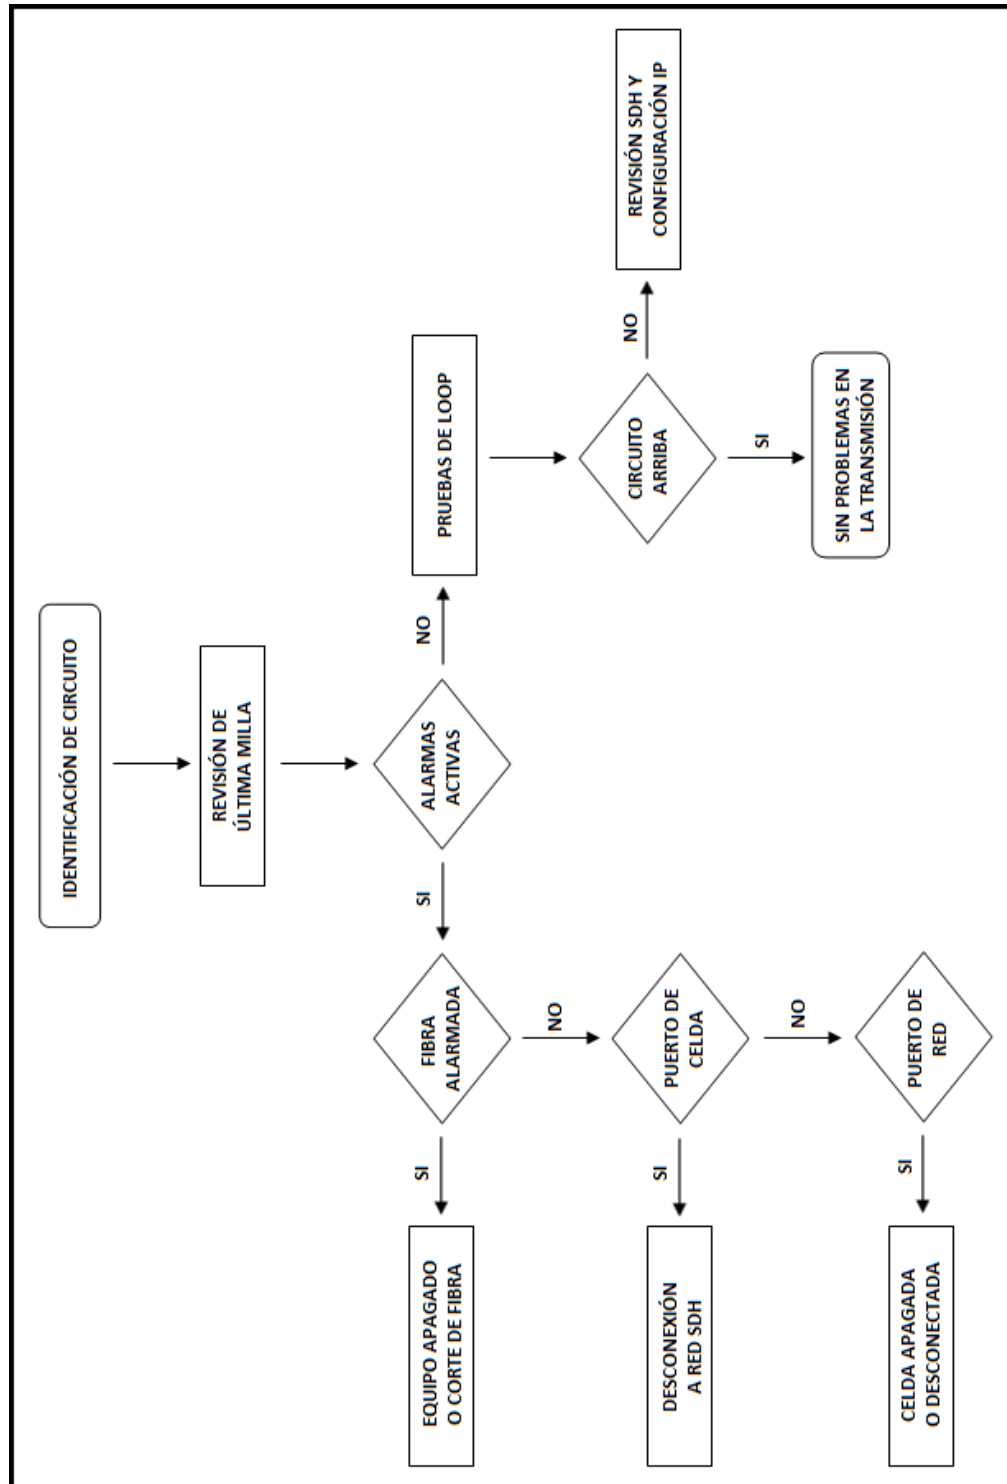 IDENTIFICACIÓN DE CIRCUITO
REVISIÓN DE
ÚLTIMA MILLA
ALARMAS
ACTIVAS
SI
NO
FIBRA
ALARMADA
SI
EQUIPO APAGADO
O CORTE DE FIBRA
NO
PUERTO DE
CELDA
SI
DESCONEXIÓN
A RED SDH
NO
PUERTO DE
RED
SI
CELDA APAGADA
O DESCONECTADA
PRUEBAS DE LOOP
CIRCUITO
ARRIBA
NO
REVISIÓN SDH Y
CONFIGURACIÓN IP
SI
SIN PROBLEMAS EN
LA TRANSMISIÓN